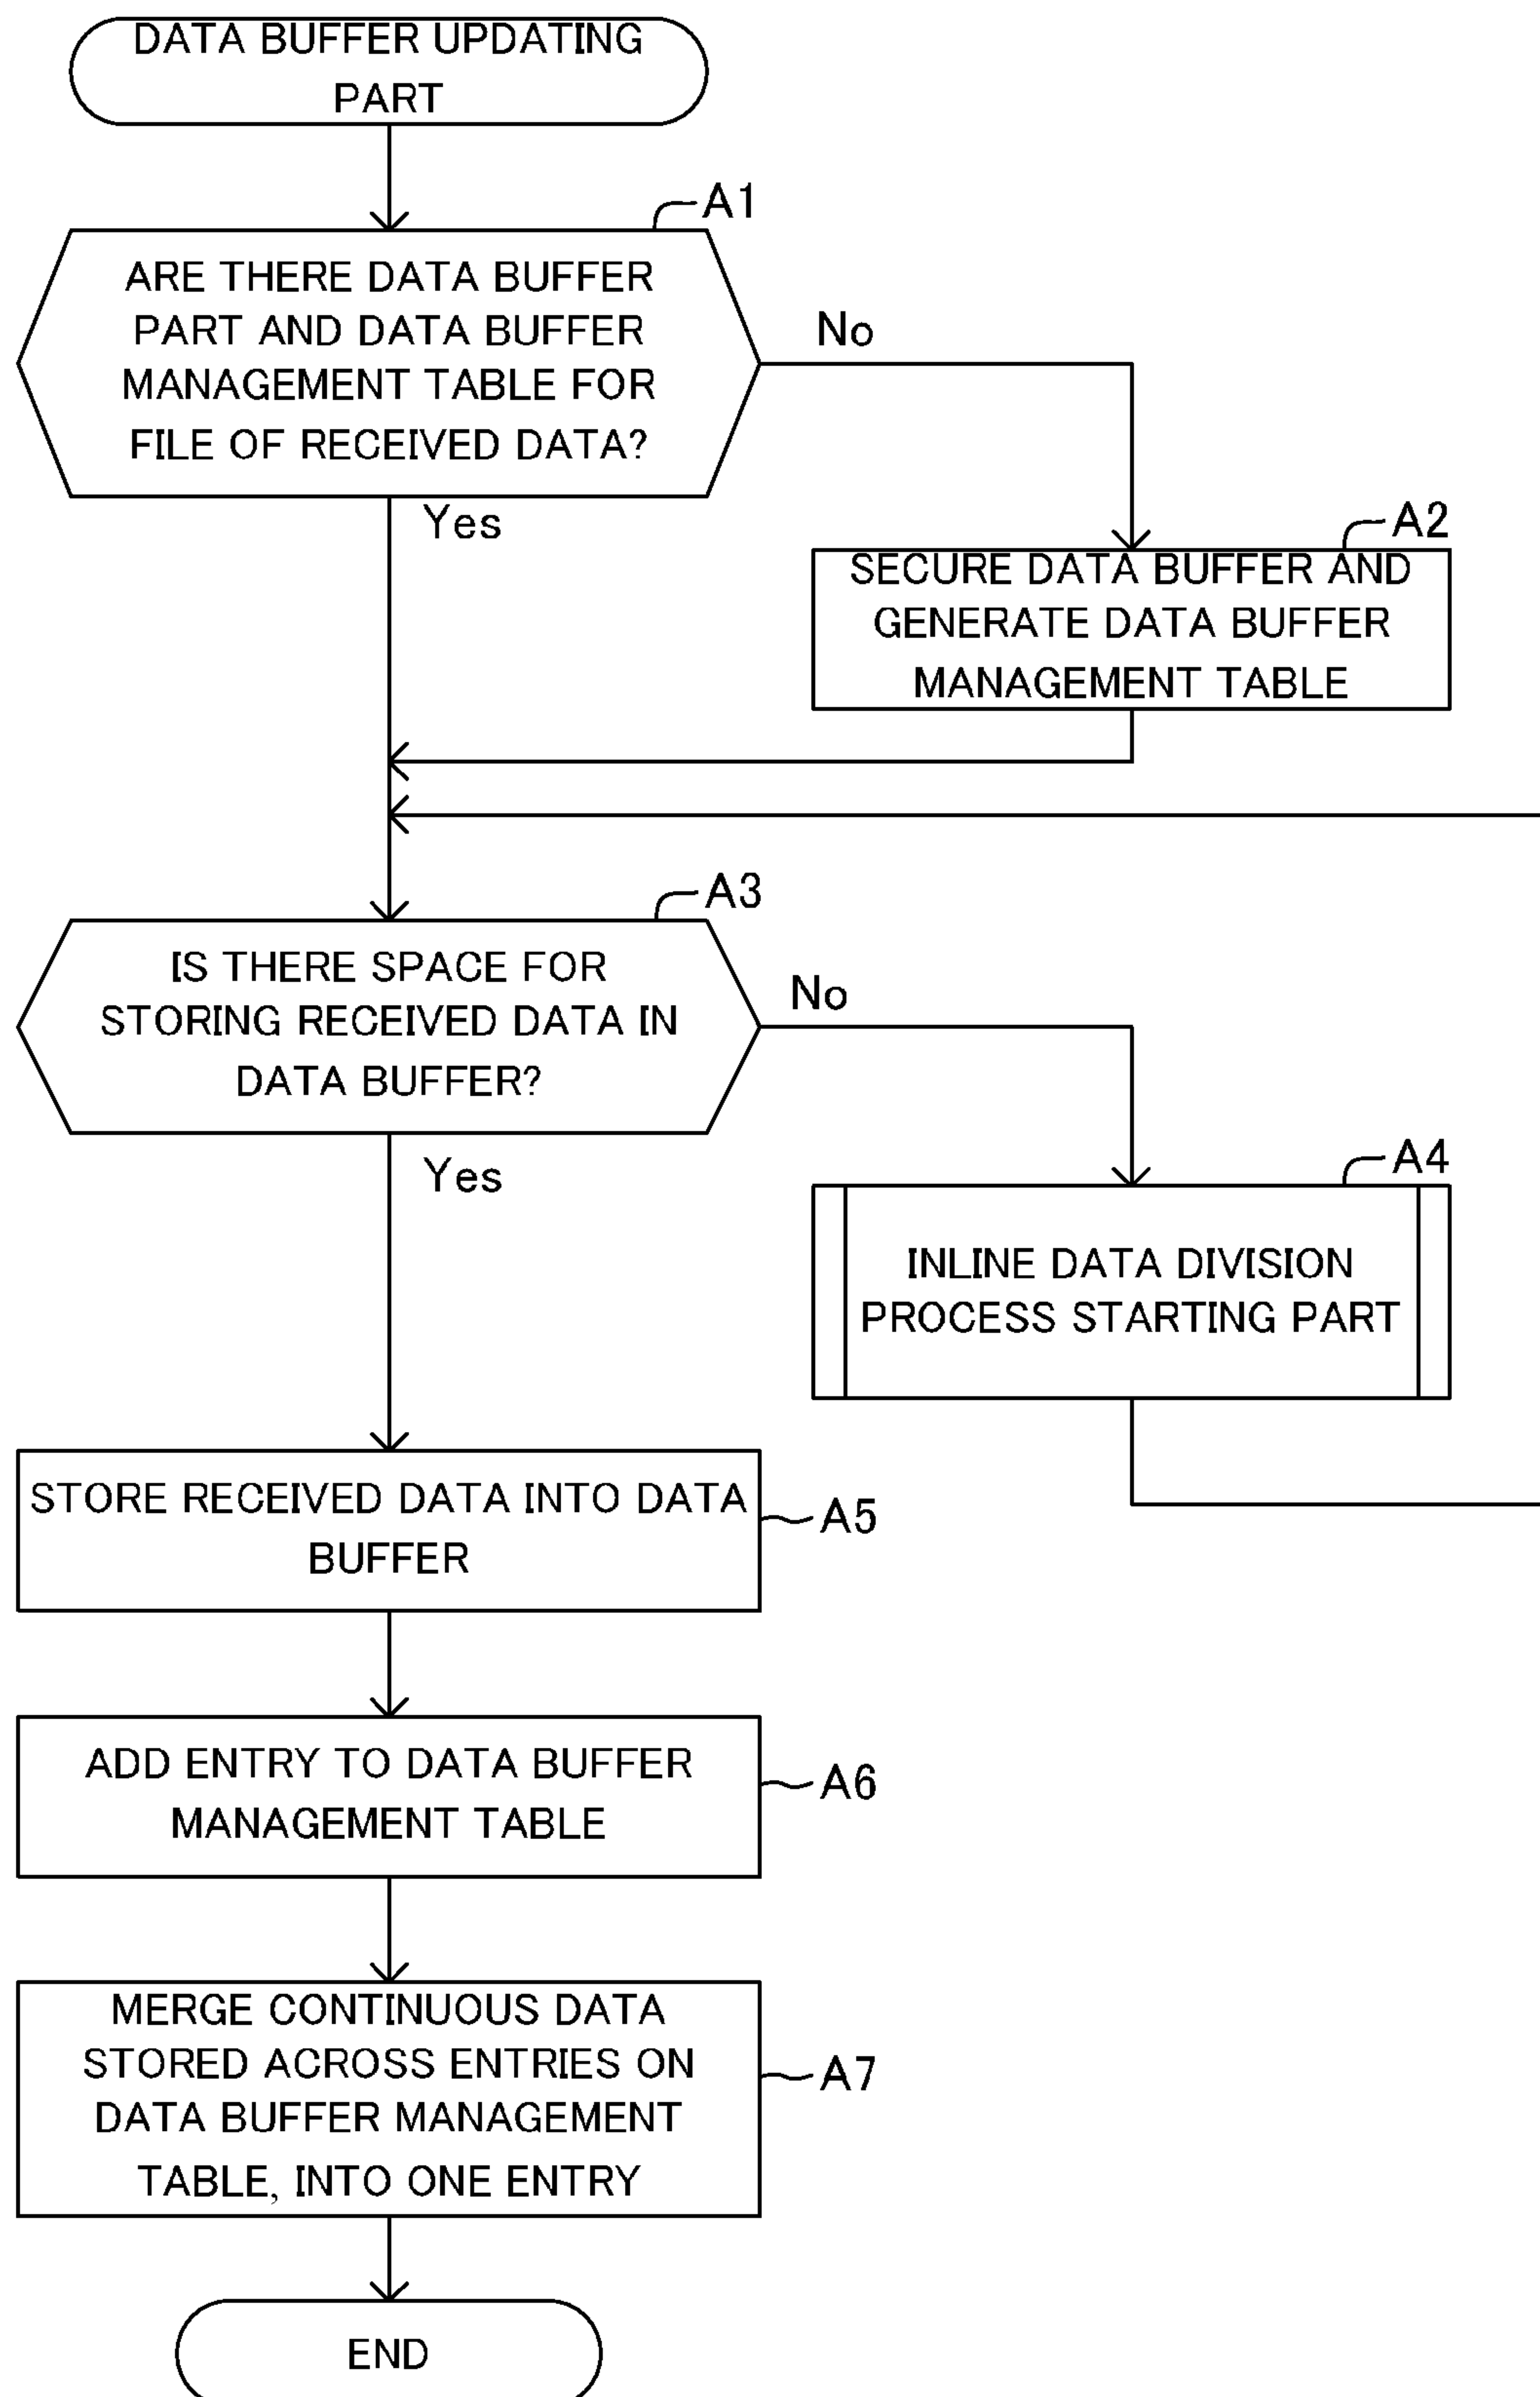 DATA BUFFER UPDATING
PART
A1
ARE THERE DATA BUFFER
PART AND DATA BUFFER
MANAGEMENT TABLE FOR
FILE OF RECEIVED DATA?
No
Yes
A2
SECURE DATA BUFFER AND
GENERATE DATA BUFFER
MANAGEMENT TABLE
A3
IS THERE SPACE FOR
STORING RECEIVED DATA IN
DATA BUFFER?
No
Yes
A4
INLINE DATA DIVISION
PROCESS STARTING PART
STORE RECEIVED DATA INTO DATA
BUFFER
A5
ADD ENTRY TO DATA BUFFER
MANAGEMENT TABLE
A6
MERGE CONTINUOUS DATA
STORED ACROSS ENTRIES ON
DATA BUFFER MANAGEMENT
TABLE, INTO ONE ENTRY
A7
END